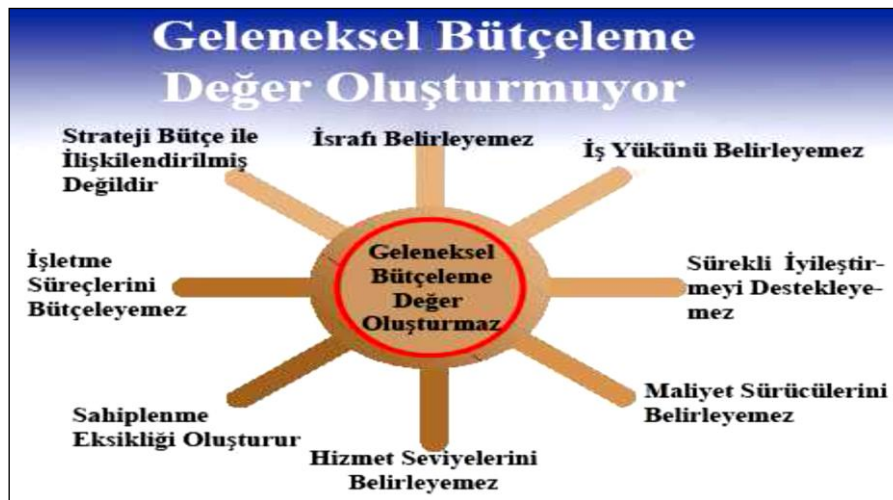 Geleneksel Bütçeleme
Değer Oluşturmuyor
Strateji Bütçe ile
İlişkilendirilmiş
Değildir
İsrafı Belirleyemez
İş Yükünü Belirleyemez
İşletme
Süreçlerini
Bütçeleyemez
Geleneksel
Bütçeleme
Değer
Oluşturmaz
Sürekli İyileştir-
meyi Destekleye-
mez
Sahiplenme
Eksikliği Oluşturur
Hizmet Seviyelerini
Belirleyemez
Maliyet Sürücülerini
Belirleyemez